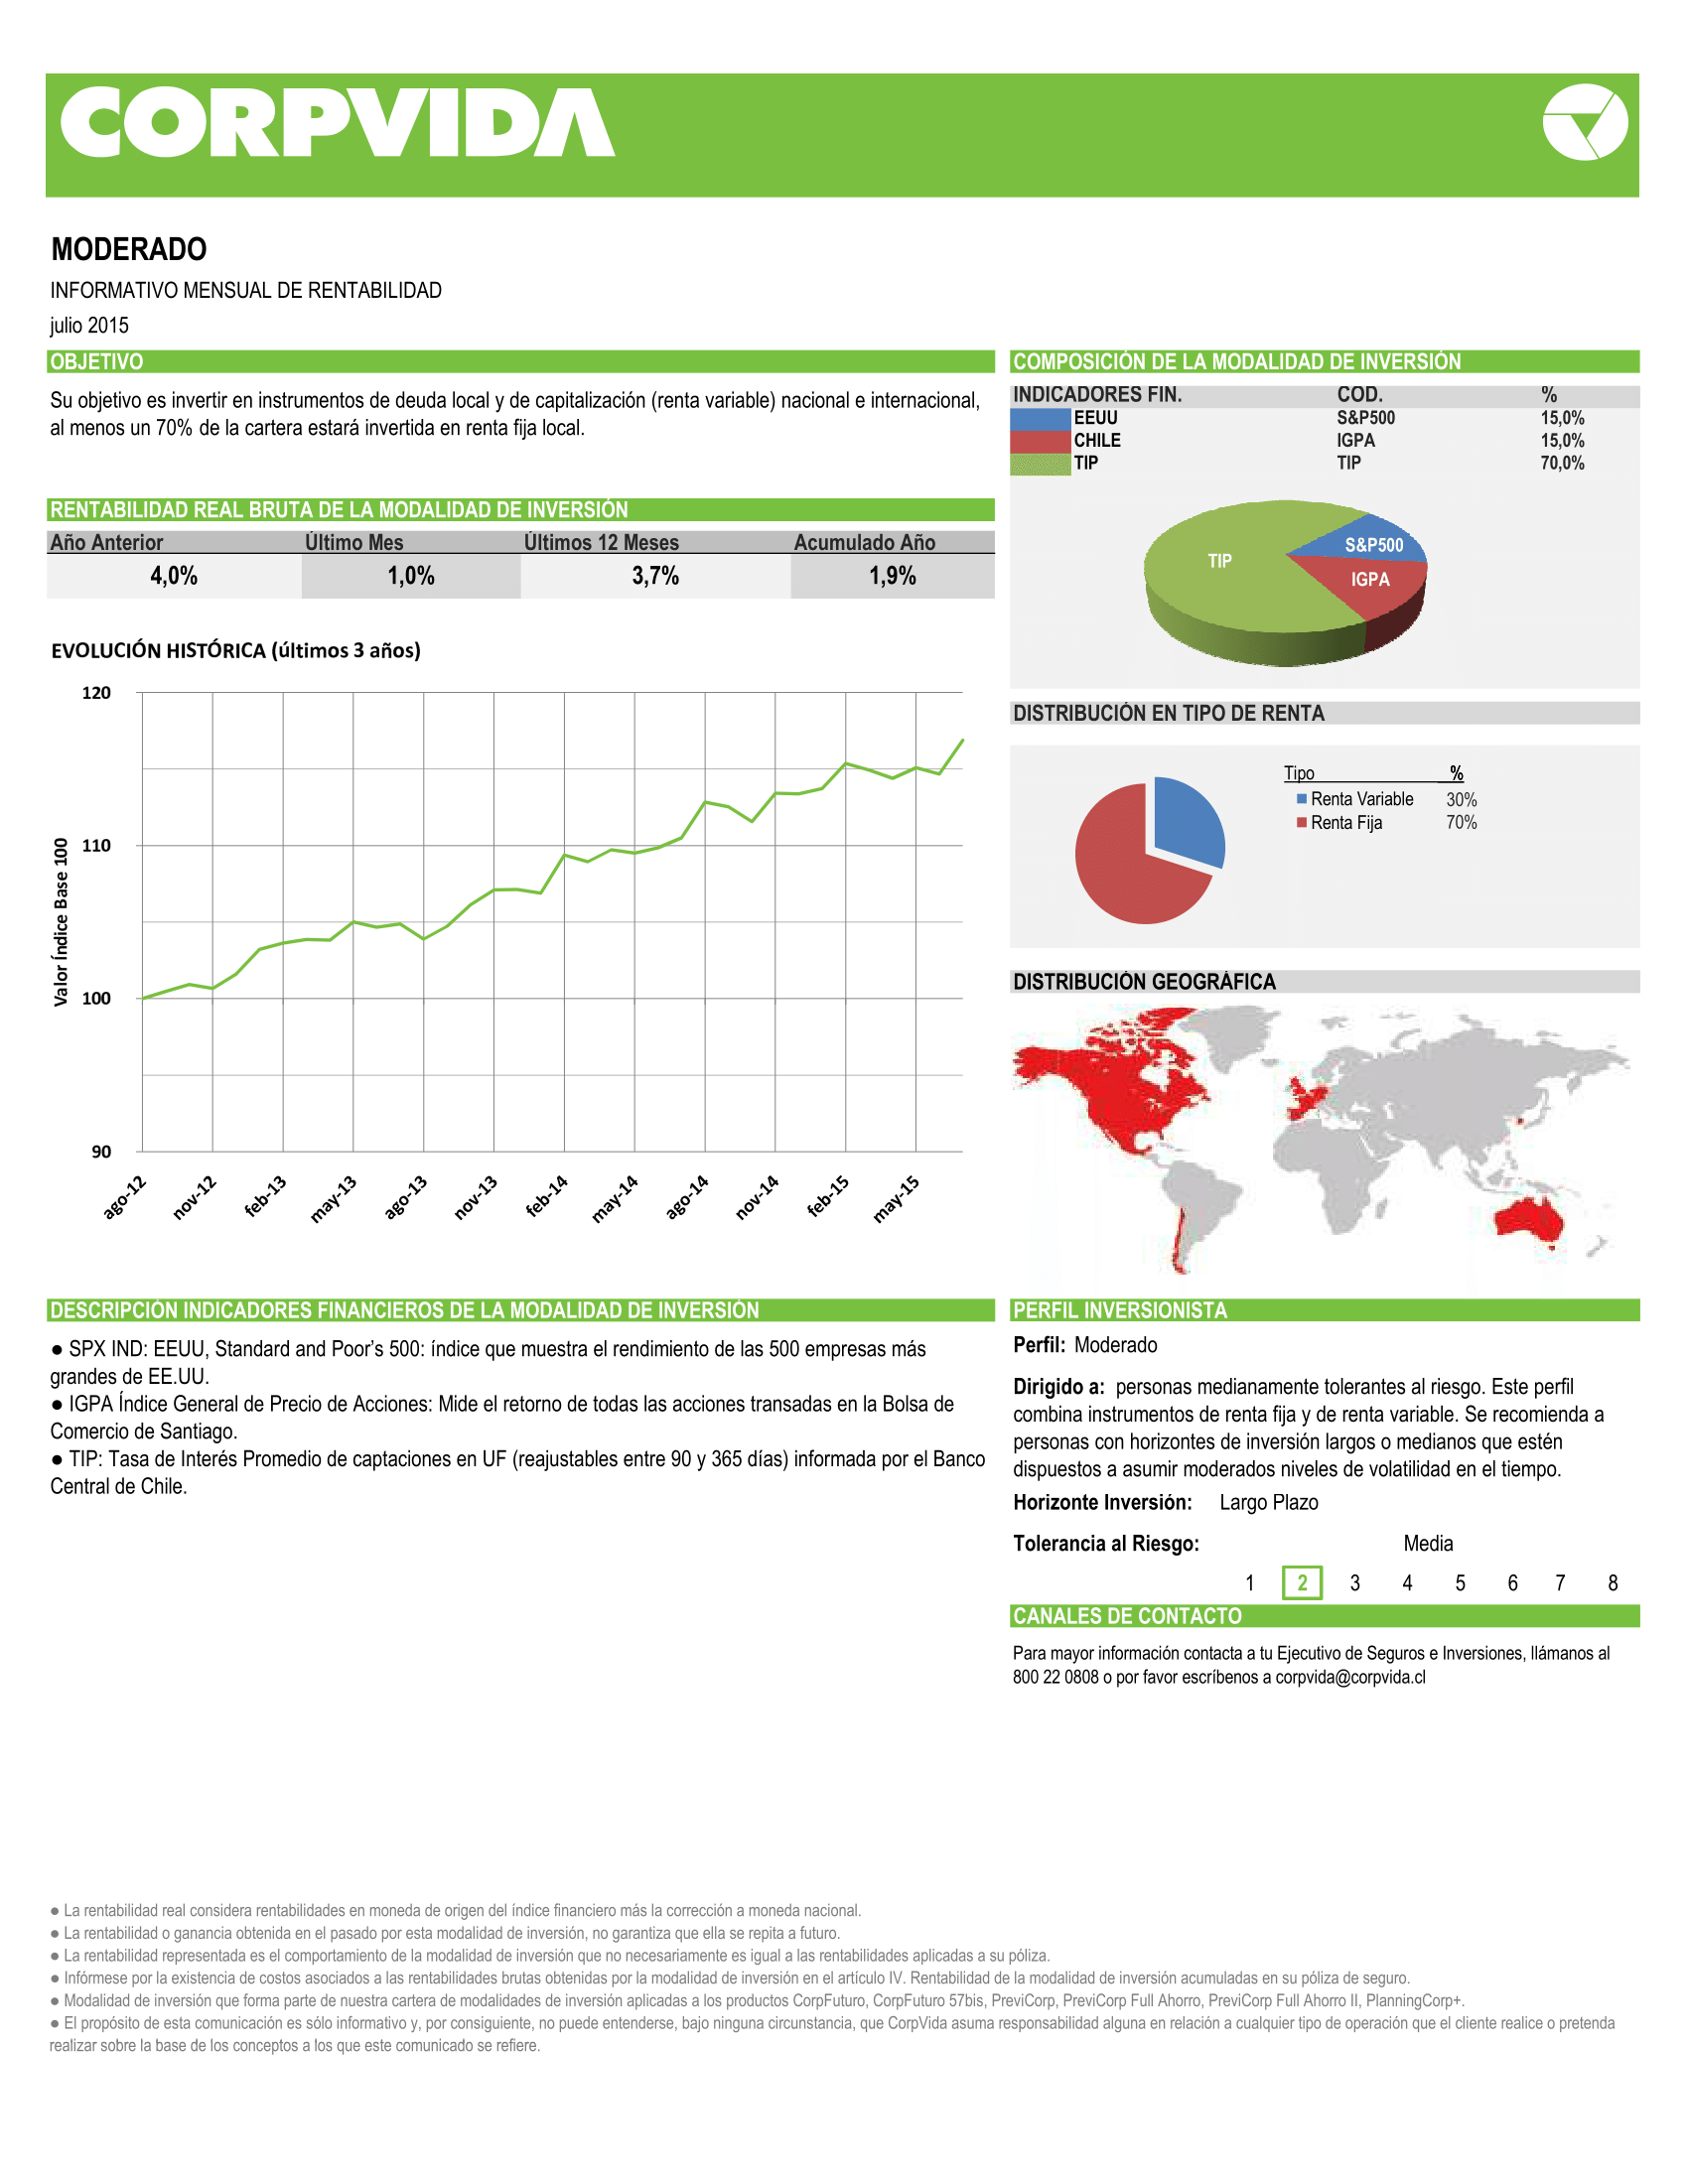 CORPVIDA
MODERADO
INFORMATIVO MENSUAL DE RENTABILIDAD
julio 2015
OBJETIVO
Su objetivo es invertir en instrumentos de deuda local y de capitalización (renta variable) nacional e internacional,
al menos un 70% de la cartera estará invertida en renta fija local.
RENTABILIDAD REAL BRUTA DE LA MODALIDAD DE INVERSIÓN
Año Anterior Último Mes Últimos 12 Meses Acumulado Año
4,0% 1,0% 3,7% 1,9%
EVOLUCIÓN HISTÓRICA (últimos 3 años)
Valor Índice Base 100
120
110
100
90
ago-12 nov-12 feb-13 may-13 ago-13 nov-13 feb-14 may-14 ago-14 nov-14 feb-15 may-15
COMPOSICIÓN DE LA MODALIDAD DE INVERSIÓN
INDICADORES FIN. COD. %
EEUU S&P500 15,0%
CHILE IGPA 15,0%
TIP TIP 70,0%
S&P500
TIP
IGPA
DISTRIBUCIÓN EN TIPO DE RENTA
Tipo %
Renta Variable 30%
Renta Fija 70%
DISTRIBUCIÓN GEOGRÁFICA
DESCRIPCIÓN INDICADORES FINANCIEROS DE LA MODALIDAD DE INVERSIÓN
● SPX IND: EEUU, Standard and Poor’s 500: índice que muestra el rendimiento de las 500 empresas más
grandes de EE.UU.
● IGPA Índice General de Precio de Acciones: Mide el retorno de todas las acciones transadas en la Bolsa de
Comercio de Santiago.
● TIP: Tasa de Interés Promedio de captaciones en UF (reajustables entre 90 y 365 días) informada por el Banco
Central de Chile.
PERFIL INVERSIONISTA
Perfil: Moderado
Dirigido a: personas medianamente tolerantes al riesgo. Este perfil
combina instrumentos de renta fija y de renta variable. Se recomienda a
personas con horizontes de inversión largos o medianos que estén
dispuestos a asumir moderados niveles de volatilidad en el tiempo.
Horizonte Inversión: Largo Plazo
Tolerancia al Riesgo: Media
1 2 3 4 5 6 7 8
CANALES DE CONTACTO
Para mayor información contacta a tu Ejecutivo de Seguros e Inversiones, llámanos al
800 22 0808 o por favor escríbenos a corpvida@corpvida.cl
● La rentabilidad real considera rentabilidades en moneda de origen del índice financiero más la corrección a moneda nacional.
● La rentabilidad o ganancia obtenida en el pasado por esta modalidad de inversión, no garantiza que ella se repita a futuro.
● La rentabilidad representada es el comportamiento de la modalidad de inversión que no necesariamente es igual a las rentabilidades aplicadas a su póliza.
● Infórmese por la existencia de costos asociados a las rentabilidades brutas obtenidas por la modalidad de inversión en el artículo IV. Rentabilidad de la modalidad de inversión acumuladas en su póliza de seguro.
● Modalidad de inversión que forma parte de nuestra cartera de modalidades de inversión aplicadas a los productos CorpFuturo, CorpFuturo 57bis, PreviCorp, PreviCorp Full Ahorro, PreviCorp Full Ahorro II, PlanningCorp+.
● El propósito de esta comunicación es sólo informativo y, por consiguiente, no puede entenderse, bajo ninguna circunstancia, que CorpVida asuma responsabilidad alguna en relación a cualquier tipo de operación que el cliente realice o pretenda
realizar sobre la base de los conceptos a los que este comunicado se refiere.